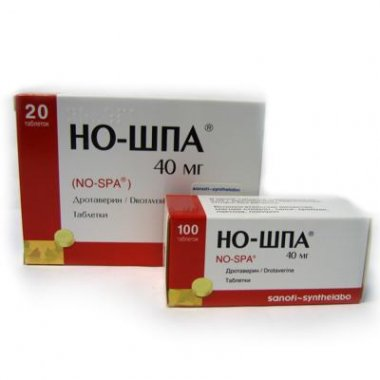 20
таблеток
НО-ШПА®
40 мг
(NO-SPA®)
Дротаверин / Drotaverine
Таблетки
sanofi~synthelabo
100
таблеток
НО-ШПА®
NO-SPA®
40 мг
Дротаверин / Drotaverine
Таблетки
sanofi~synthelabo